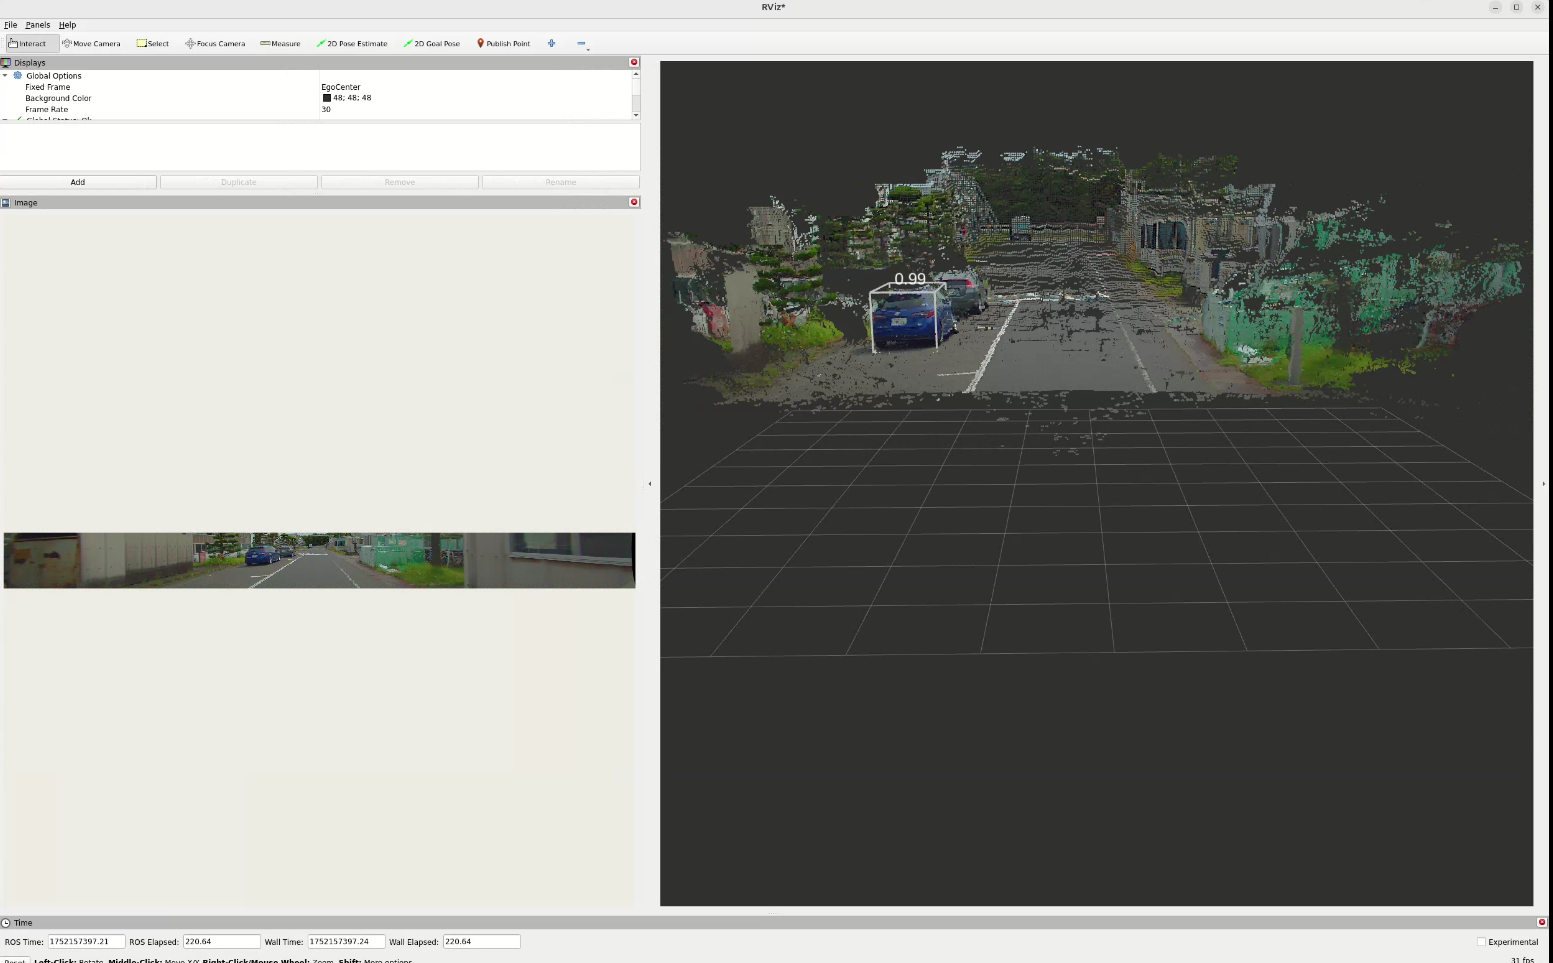 RViz*
File Panels Help
Interact Move Camera Select Focus Camera Measure 2D Pose Estimate 2D Goal Pose Publish Point
Displays
Global Options
Fixed Frame EgoCenter
Background Color 48; 48; 48
Frame Rate 30
Global Status: Ok
Add Duplicate Remove Rename
Image
0.99
Time
ROS Time: 1752157397.21 ROS Elapsed: 220.64 Wall Time: 1752157397.24 Wall Elapsed: 220.64 Experimental
Reset Left-Click: Rotate. Middle-Click: Move X/Y. Right-Click/Mouse Wheel: Zoom. Shift: More options. 31 fps